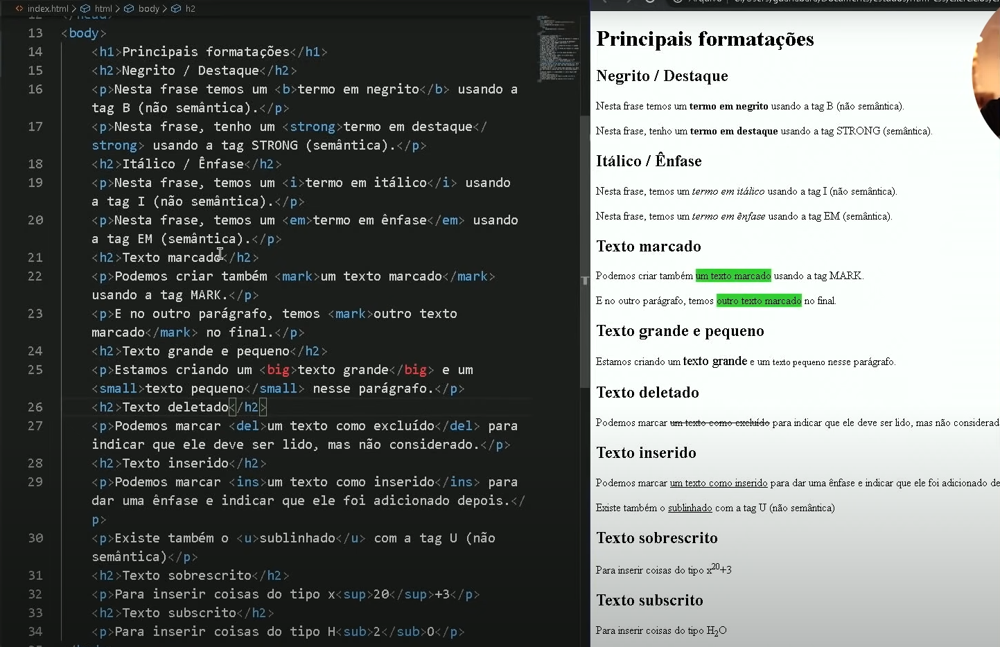 index.html > html > body > h2
12 </head>
13 <body>
14 <h1>Principais formatações</h1>
15 <h2>Negrito / Destaque</h2>
16 <p>Nesta frase temos um <b>termo em negrito</b> usando a
tag B (não semântica).</p>
17 <p>Nesta frase, tenho um <strong>termo em destaque</
strong> usando a tag STRONG (semântica).</p>
18 <h2>Itálico / Ênfase</h2>
19 <p>Nesta frase, temos um <i>termo em itálico</i> usando
a tag I (não semântica).</p>
20 <p>Nesta frase, temos um <em>termo em ênfase</em> usando
a tag EM (semântica).</p>
21 <h2>Texto marcado</h2>
22 <p>Podemos criar também <mark>um texto marcado</mark>
usando a tag MARK.</p>
23 <p>E no outro parágrafo, temos <mark>outro texto
marcado</mark> no final.</p>
24 <h2>Texto grande e pequeno</h2>
25 <p>Estamos criando um <big>texto grande</big> e um
<small>texto pequeno</small> nesse parágrafo.</p>
26 <h2>Texto deletado</h2>
27 <p>Podemos marcar <del>um texto como excluído</del> para
indicar que ele deve ser lido, mas não considerado.</p>
28 <h2>Texto inserido</h2>
29 <p>Podemos marcar <ins>um texto como inserido</ins> para
dar uma ênfase e indicar que ele foi adicionado depois.</
p>
30 <p>Existe também o <u>sublinhado</u> com a tag U (não
semântica)</p>
31 <h2>Texto sobrescrito</h2>
32 <p>Para inserir coisas do tipo x<sup>20</sup>+3</p>
33 <h2>Texto subscrito</h2>
34 <p>Para inserir coisas do tipo H<sub>2</sub>O</p>
Principais formatações
Negrito / Destaque
Nesta frase temos um termo em negrito usando a tag B (não semântica).
Nesta frase, tenho um termo em destaque usando a tag STRONG (semântica).
Itálico / Ênfase
Nesta frase, temos um termo em itálico usando a tag I (não semântica).
Nesta frase, temos um termo em ênfase usando a tag EM (semântica).
Texto marcado
Podemos criar também um texto marcado usando a tag MARK.
E no outro parágrafo, temos outro texto marcado no final.
Texto grande e pequeno
Estamos criando um texto grande e um texto pequeno nesse parágrafo.
Texto deletado
Podemos marcar um texto como excluído para indicar que ele deve ser lido, mas não considerad
Texto inserido
Podemos marcar um texto como inserido para dar uma ênfase e indicar que ele foi adicionado de
Existe também o sublinhado com a tag U (não semântica)
Texto sobrescrito
Para inserir coisas do tipo x²⁰+3
Texto subscrito
Para inserir coisas do tipo H₂O